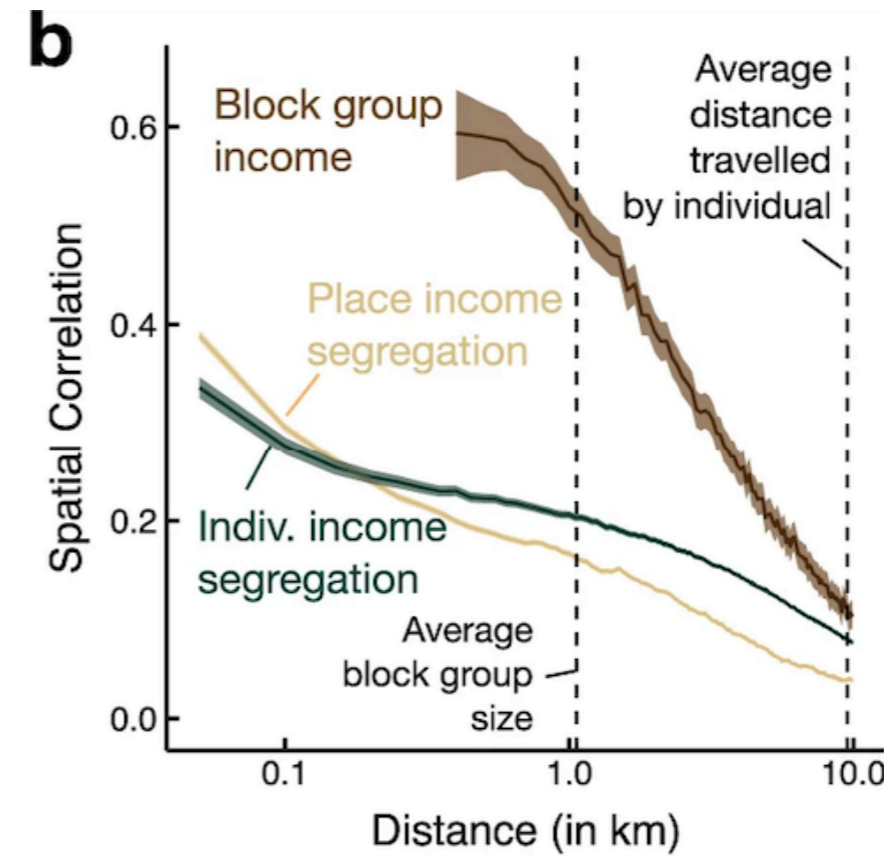 b
Block group
income
Average
distance
travelled
by individual
Place income
segregation
Indiv. income
segregation
Average
block group
size
Spatial Correlation
0.6
0.4
0.2
0.0
0.1
1.0
10.0
Distance (in km)